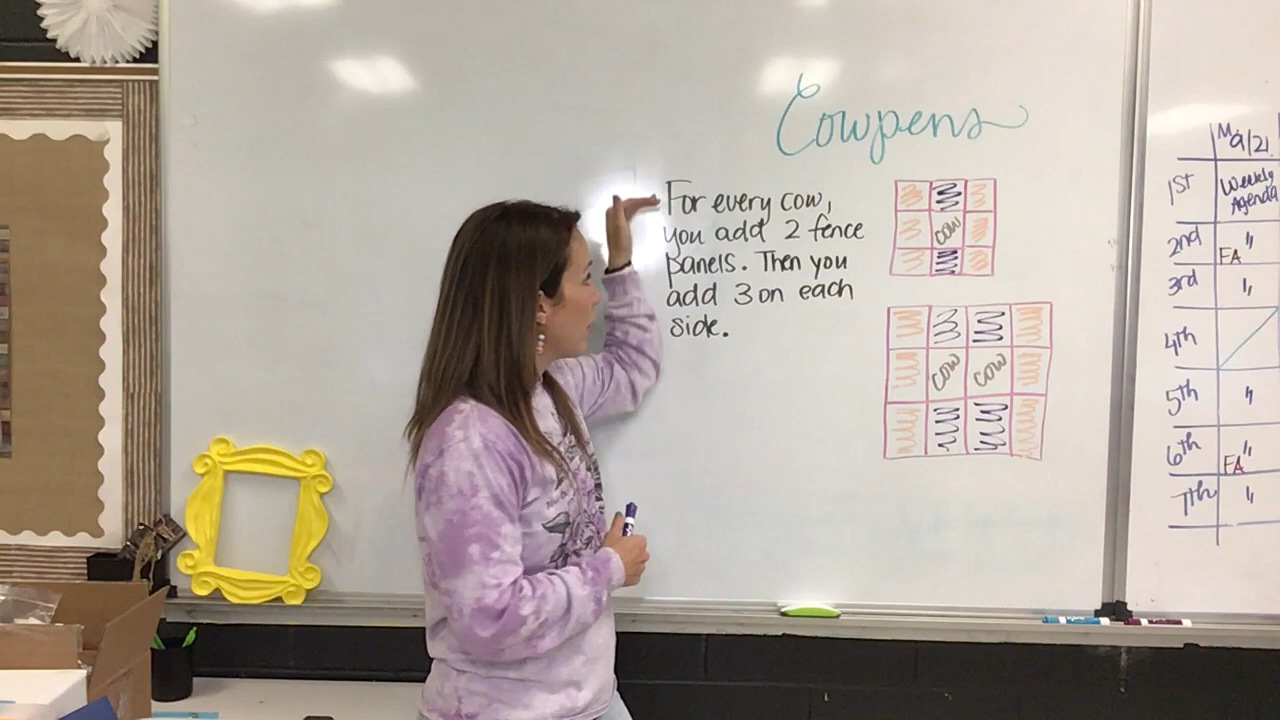 Cowpens
For every cow,
you add 2 fence
panels. Then you
add 3 on each
side.
cow
cow cow
M 9/21
1st Weekly
Agenda
2nd FA "
3rd "
4th
5th "
6th FA "
7th "